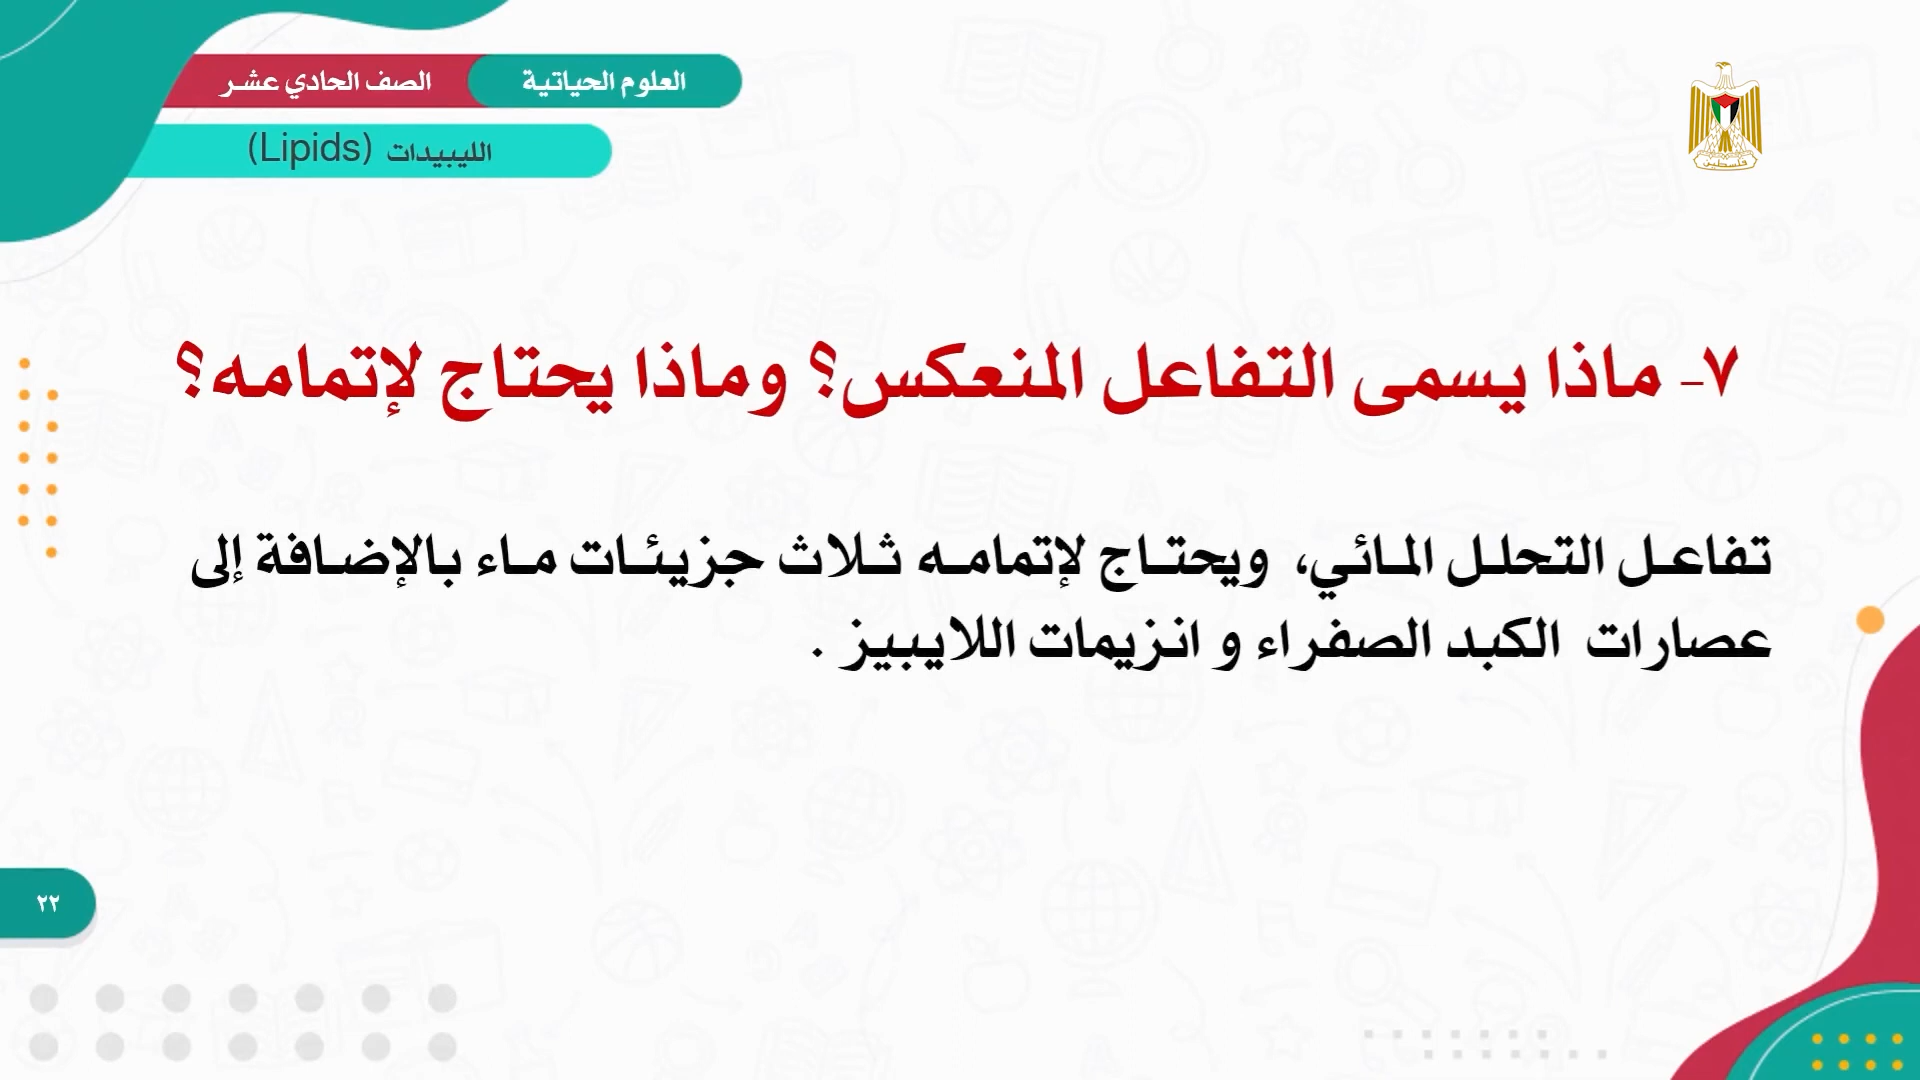 العلوم الحياتية
الصف الحادي عشر
الليبيدات (Lipids)
فلسطين
٧- ماذا يسمى التفاعل المنعكس؟ وماذا يحتاج لإتمامه؟
تفاعل التحلل المائي، ويحتاج لإتمامه ثلاث جزيئات ماء بالإضافة إلى
عصارات الكبد الصفراء و انزيمات اللايبيز .
٢٢